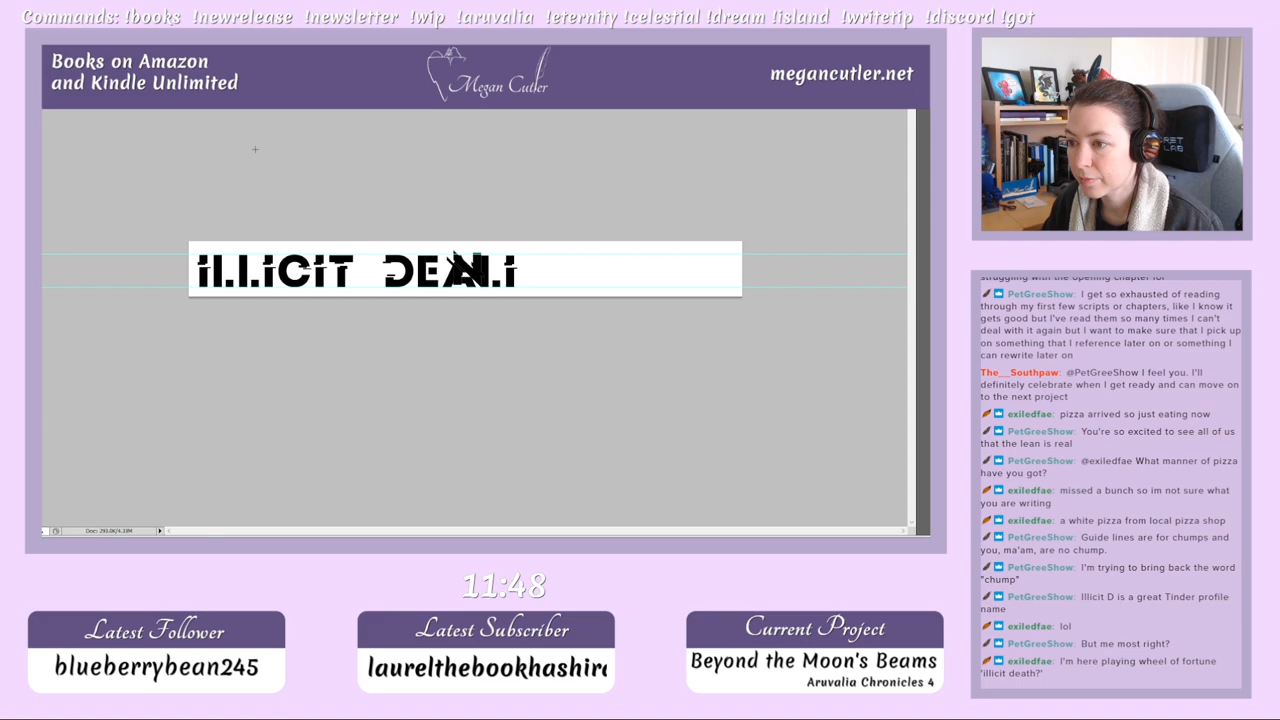 Commands: !books !newrelease !newsletter !wip !aruvalia !eternity !celestial !dream !island !writetip !discord !got
Books on Amazon
and Kindle Unlimited
Megan Cutler
megancutler.net
ILLICIT
struggling with the opening chapter lol
PetGreeShow: I get so exhausted of reading
through my first few scripts or chapters, like I know it
gets good but I've read them so many times I can't
deal with it again but I want to make sure that I pick up
on something that I reference later on or something I
can rewrite later on
The__Southpaw: @PetGreeShow I feel you. I'll
definitely celebrate when I get ready and can move on
to the next project
exiledfae: pizza arrived so just eating now
PetGreeShow: You're so excited to see all of us
that the lean is real
PetGreeShow: @exiledfae What manner of pizza
have you got?
exiledfae: missed a bunch so im not sure what
you are writing
exiledfae: a white pizza from local pizza shop
PetGreeShow: Guide lines are for chumps and
you, ma'am, are no chump.
PetGreeShow: I'm trying to bring back the word
"chump"
PetGreeShow: Illicit D is a great Tinder profile
name
exiledfae: lol
PetGreeShow: But me most right?
exiledfae: I'm here playing wheel of fortune
'illicit death?'
11:48
Latest Follower
blueberrybean245
Latest Subscriber
laurelthebookhashira
Current Project
Beyond the Moon's Beams
Aruvalia Chronicles 4